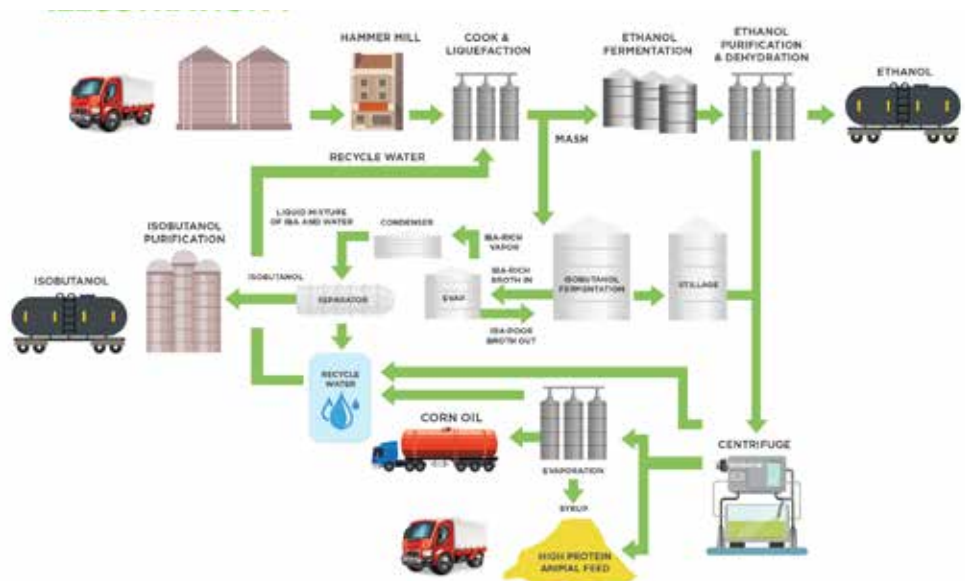 HAMMER MILL
COOK &
LIQUEFACTION
ETHANOL
FERMENTATION
ETHANOL
PURIFICATION
& DEHYDRATION
ETHANOL
MASH
RECYCLE WATER
LIQUID MIXTURE
OF IBA AND WATER
CONDENSER
IBA-RICH
VAPOR
ISOBUTANOL
PURIFICATION
ISOBUTANOL
ISOBUTANOL
SEPARATOR
EVAP
IBA-RICH
BROTH IN
ISOBUTANOL
FERMENTATION
STILLAGE
IBA-POOR
BROTH OUT
RECYCLE
WATER
CORN OIL
EVAPORATION
CENTRIFUGE
SYRUP
HIGH PROTEIN
ANIMAL FEED